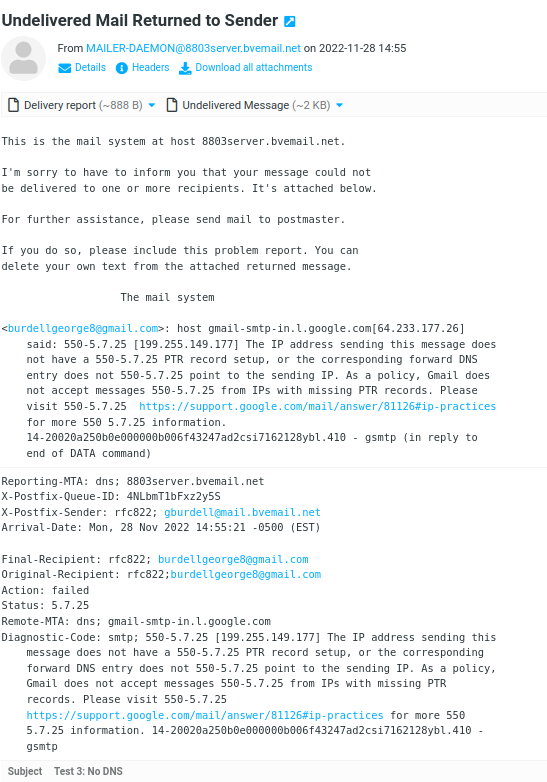 Undelivered Mail Returned to Sender
From MAILER-DAEMON@8803server.bvemail.net on 2022-11-28 14:55
Details Headers Download all attachments
Delivery report (~888 B) Undelivered Message (~2 KB)
This is the mail system at host 8803server.bvemail.net.
I'm sorry to have to inform you that your message could not
be delivered to one or more recipients. It's attached below.
For further assistance, please send mail to postmaster.
If you do so, please include this problem report. You can
delete your own text from the attached returned message.
The mail system
<burdellgeorge8@gmail.com>: host gmail-smtp-in.l.google.com[64.233.177.26]
said: 550-5.7.25 [199.255.149.177] The IP address sending this message does
not have a 550-5.7.25 PTR record setup, or the corresponding forward DNS
entry does not 550-5.7.25 point to the sending IP. As a policy, Gmail does
not accept messages 550-5.7.25 from IPs with missing PTR records. Please
visit 550-5.7.25 https://support.google.com/mail/answer/81126#ip-practices
for more 550 5.7.25 information.
14-20020a250b0e000000b006f43247ad2csi7162128ybl.410 - gsmtp (in reply to
end of DATA command)
Reporting-MTA: dns; 8803server.bvemail.net
X-Postfix-Queue-ID: 4NLbmT1bFxz2y5S
X-Postfix-Sender: rfc822; gburdell@mail.bvemail.net
Arrival-Date: Mon, 28 Nov 2022 14:55:21 -0500 (EST)
Final-Recipient: rfc822; burdellgeorge8@gmail.com
Original-Recipient: rfc822;burdellgeorge8@gmail.com
Action: failed
Status: 5.7.25
Remote-MTA: dns; gmail-smtp-in.l.google.com
Diagnostic-Code: smtp; 550-5.7.25 [199.255.149.177] The IP address sending this
message does not have a 550-5.7.25 PTR record setup, or the corresponding
forward DNS entry does not 550-5.7.25 point to the sending IP. As a policy,
Gmail does not accept messages 550-5.7.25 from IPs with missing PTR
records. Please visit 550-5.7.25
https://support.google.com/mail/answer/81126#ip-practices for more 550
5.7.25 information. 14-20020a250b0e000000b006f43247ad2csi7162128ybl.410 -
gsmtp
Subject Test 3: No DNS